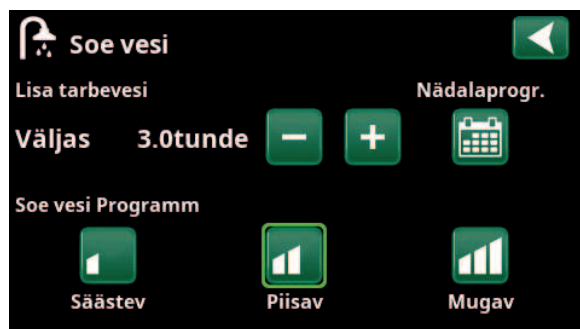 Soe vesi
Lisa tarbevesi Nädalaprogr.
Väljas 3.0tunde
Soe vesi Programm
Säästev Piisav Mugav